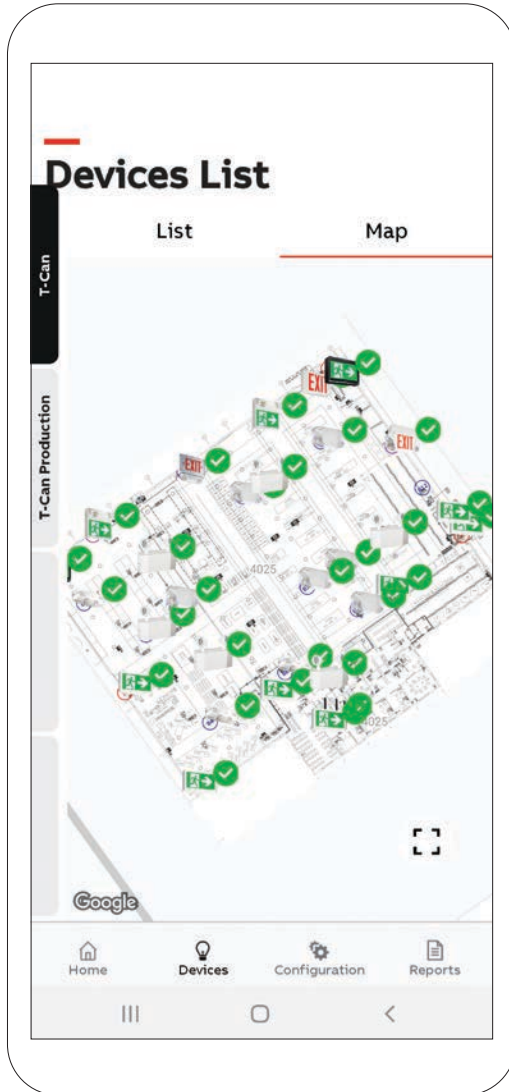 Devices List
List
Map
T-Can
T-Can Production
EXIT
EXIT
EXIT
4025
4025
Google
Home
Devices
Configuration
Reports